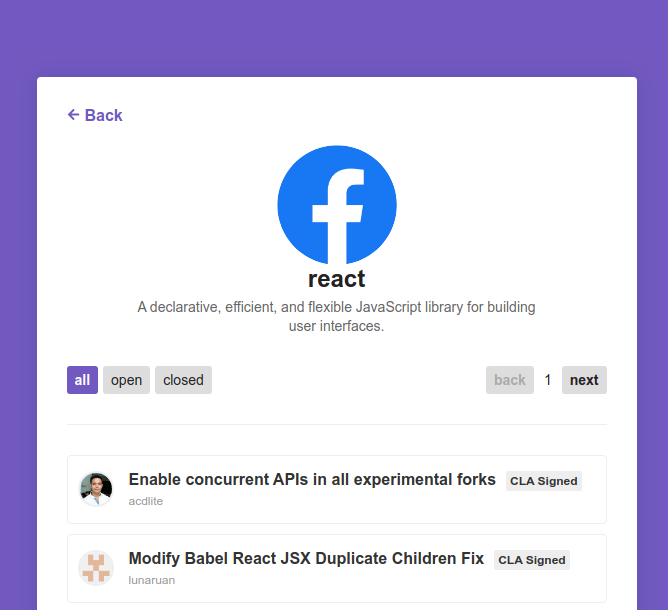 ← Back
react
A declarative, efficient, and flexible JavaScript library for building
user interfaces.
all open closed back 1 next
Enable concurrent APIs in all experimental forks CLA Signed
acdlite
Modify Babel React JSX Duplicate Children Fix CLA Signed
lunaruan